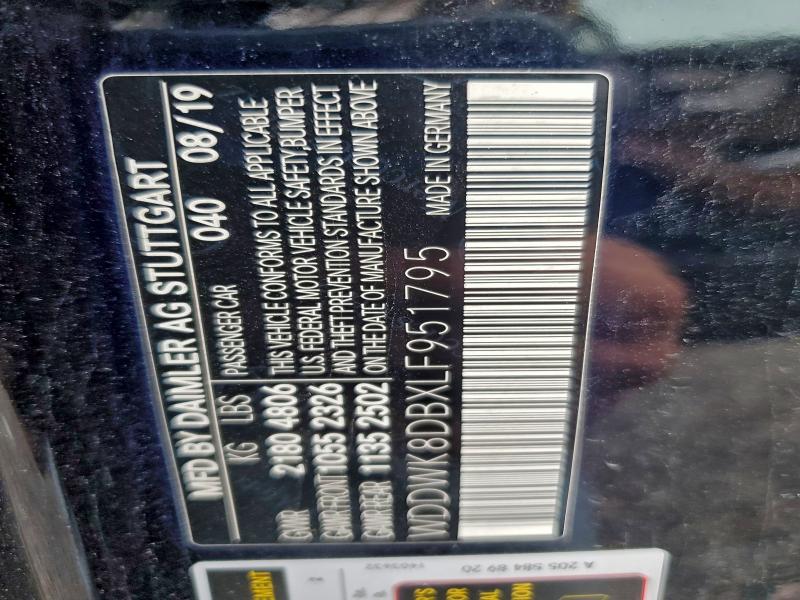 MFD BY DAIMLER AG STUTTGART
040 08/19
KG LBS PASSENGER CAR
GVWR 2180 4806 THIS VEHICLE CONFORMS TO ALL APPLICABLE
GAWR-FRONT 1055 2326 U.S. FEDERAL MOTOR VEHICLE SAFETY, BUMPER
GAWR-REAR 1135 2502 AND THEFT PREVENTION STANDARDS IN EFFECT
ON THE DATE OF MANUFACTURE SHOWN ABOVE
WDDWK8DBXLF951795 MADE IN GERMANY
A 205 584 89 20